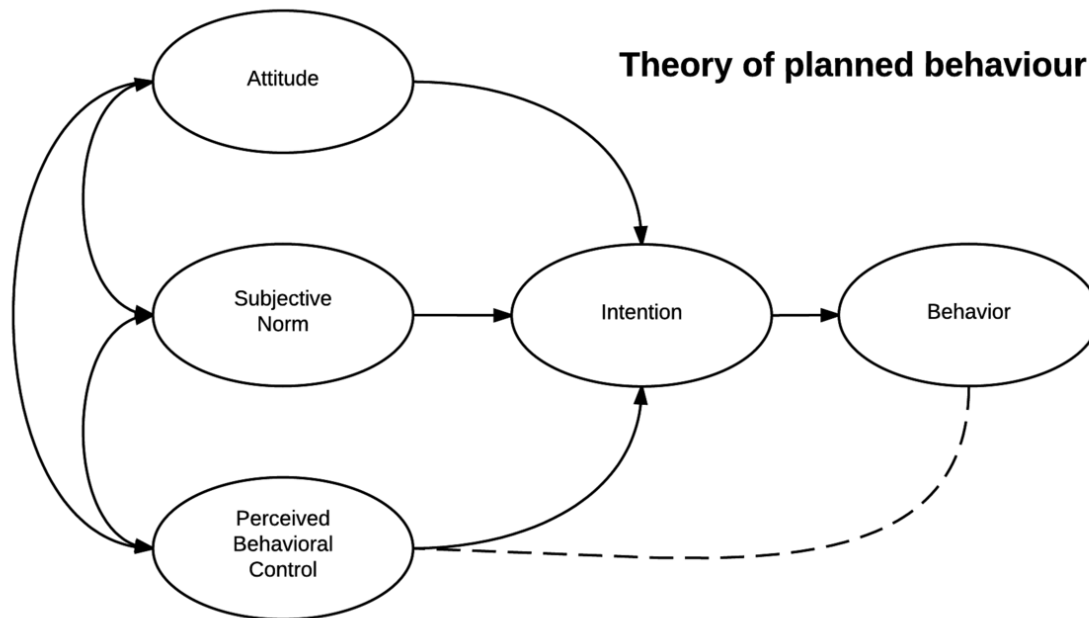 Theory of planned behaviour
Attitude
Subjective
Norm
Intention
Behavior
Perceived
Behavioral
Control